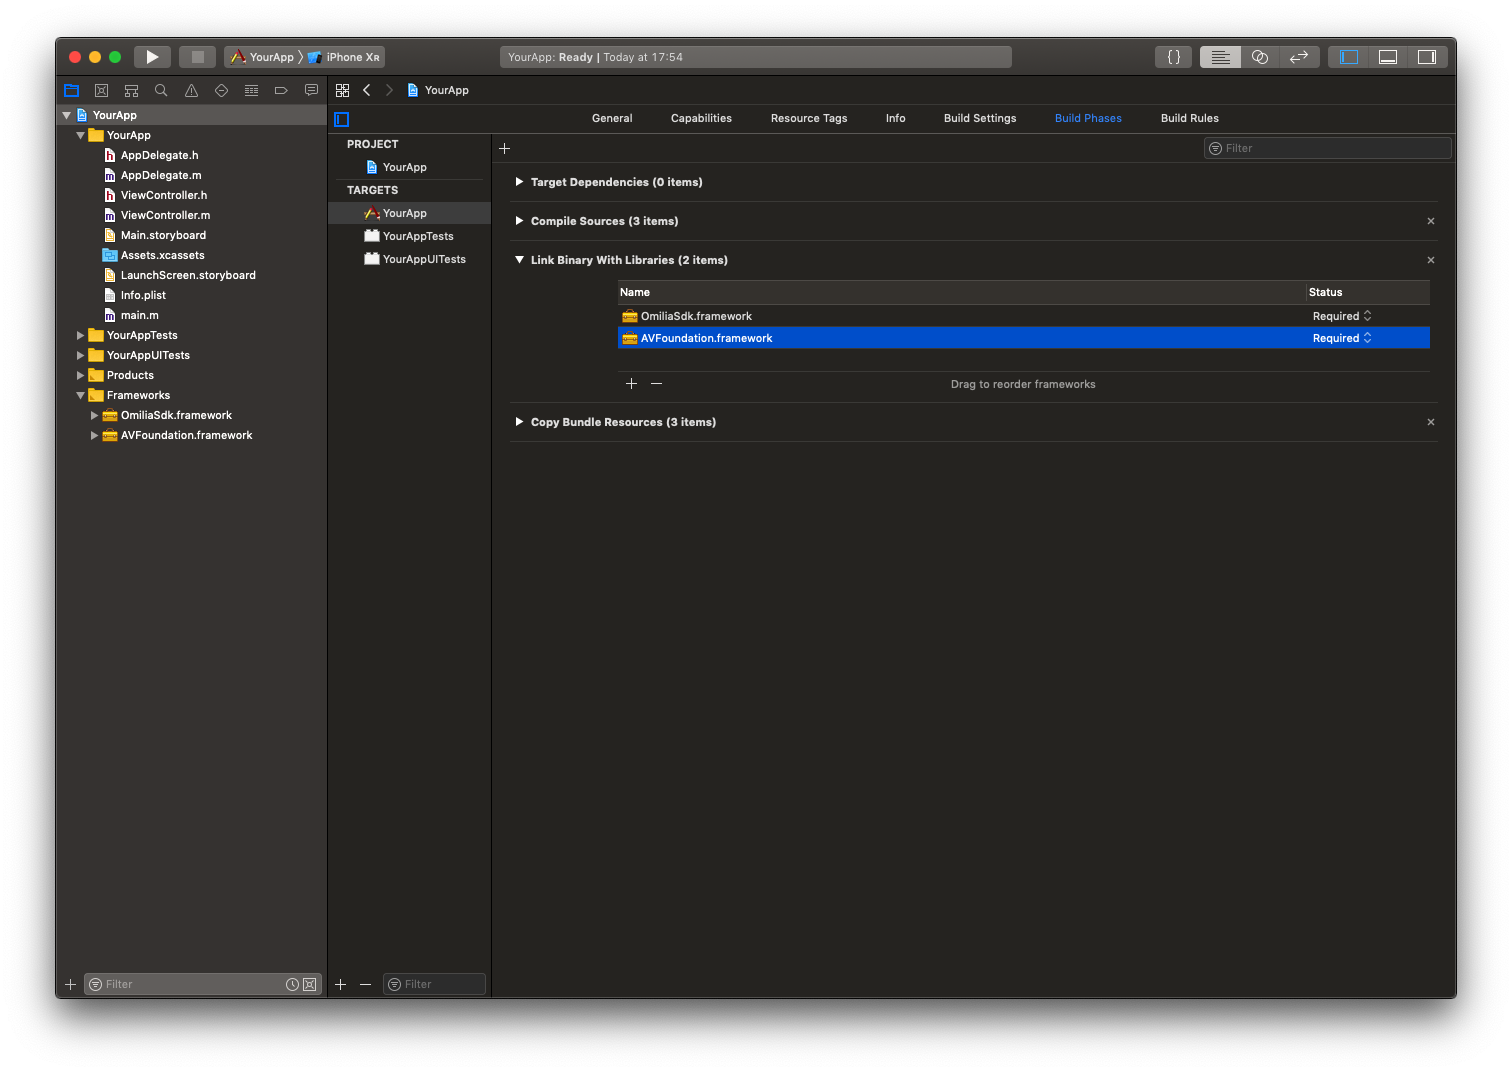 YourApp iPhone XR
YourApp: Ready | Today at 17:54
{ }
YourApp
General Capabilities Resource Tags Info Build Settings Build Phases Build Rules
YourApp
YourApp
AppDelegate.h
AppDelegate.m
ViewController.h
ViewController.m
Main.storyboard
Assets.xcassets
LaunchScreen.storyboard
Info.plist
main.m
YourAppTests
YourAppUITests
Products
Frameworks
OmiliaSdk.framework
AVFoundation.framework
Filter
PROJECT
YourApp
TARGETS
YourApp
YourAppTests
YourAppUITests
Filter
Filter
Target Dependencies (0 items)
Compile Sources (3 items)
Link Binary With Libraries (2 items)
Name Status
OmiliaSdk.framework Required
AVFoundation.framework Required
Drag to reorder frameworks
Copy Bundle Resources (3 items)